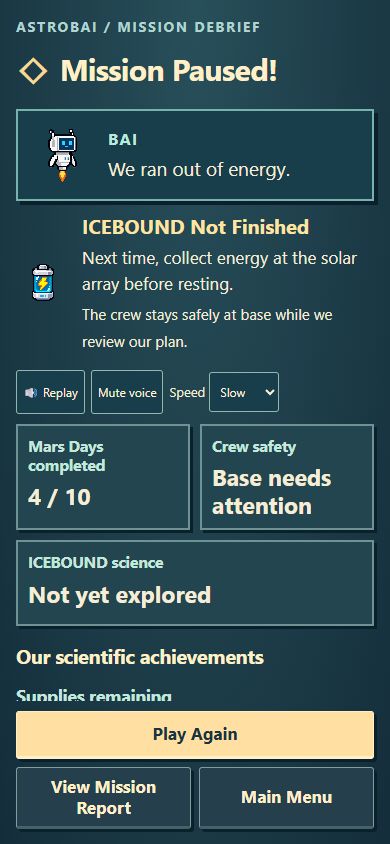 ASTROBAI / MISSION DEBRIEF
Mission Paused!
BAI
We ran out of energy.
ICEBOUND Not Finished
Next time, collect energy at the solar
array before resting.
The crew stays safely at base while we
review our plan.
Replay
Mute voice
Speed
Slow
Mars Days
completed
4 / 10
Crew safety
Base needs
attention
ICEBOUND science
Not yet explored
Our scientific achievements
Supplies remaining
Play Again
View Mission
Report
Main Menu